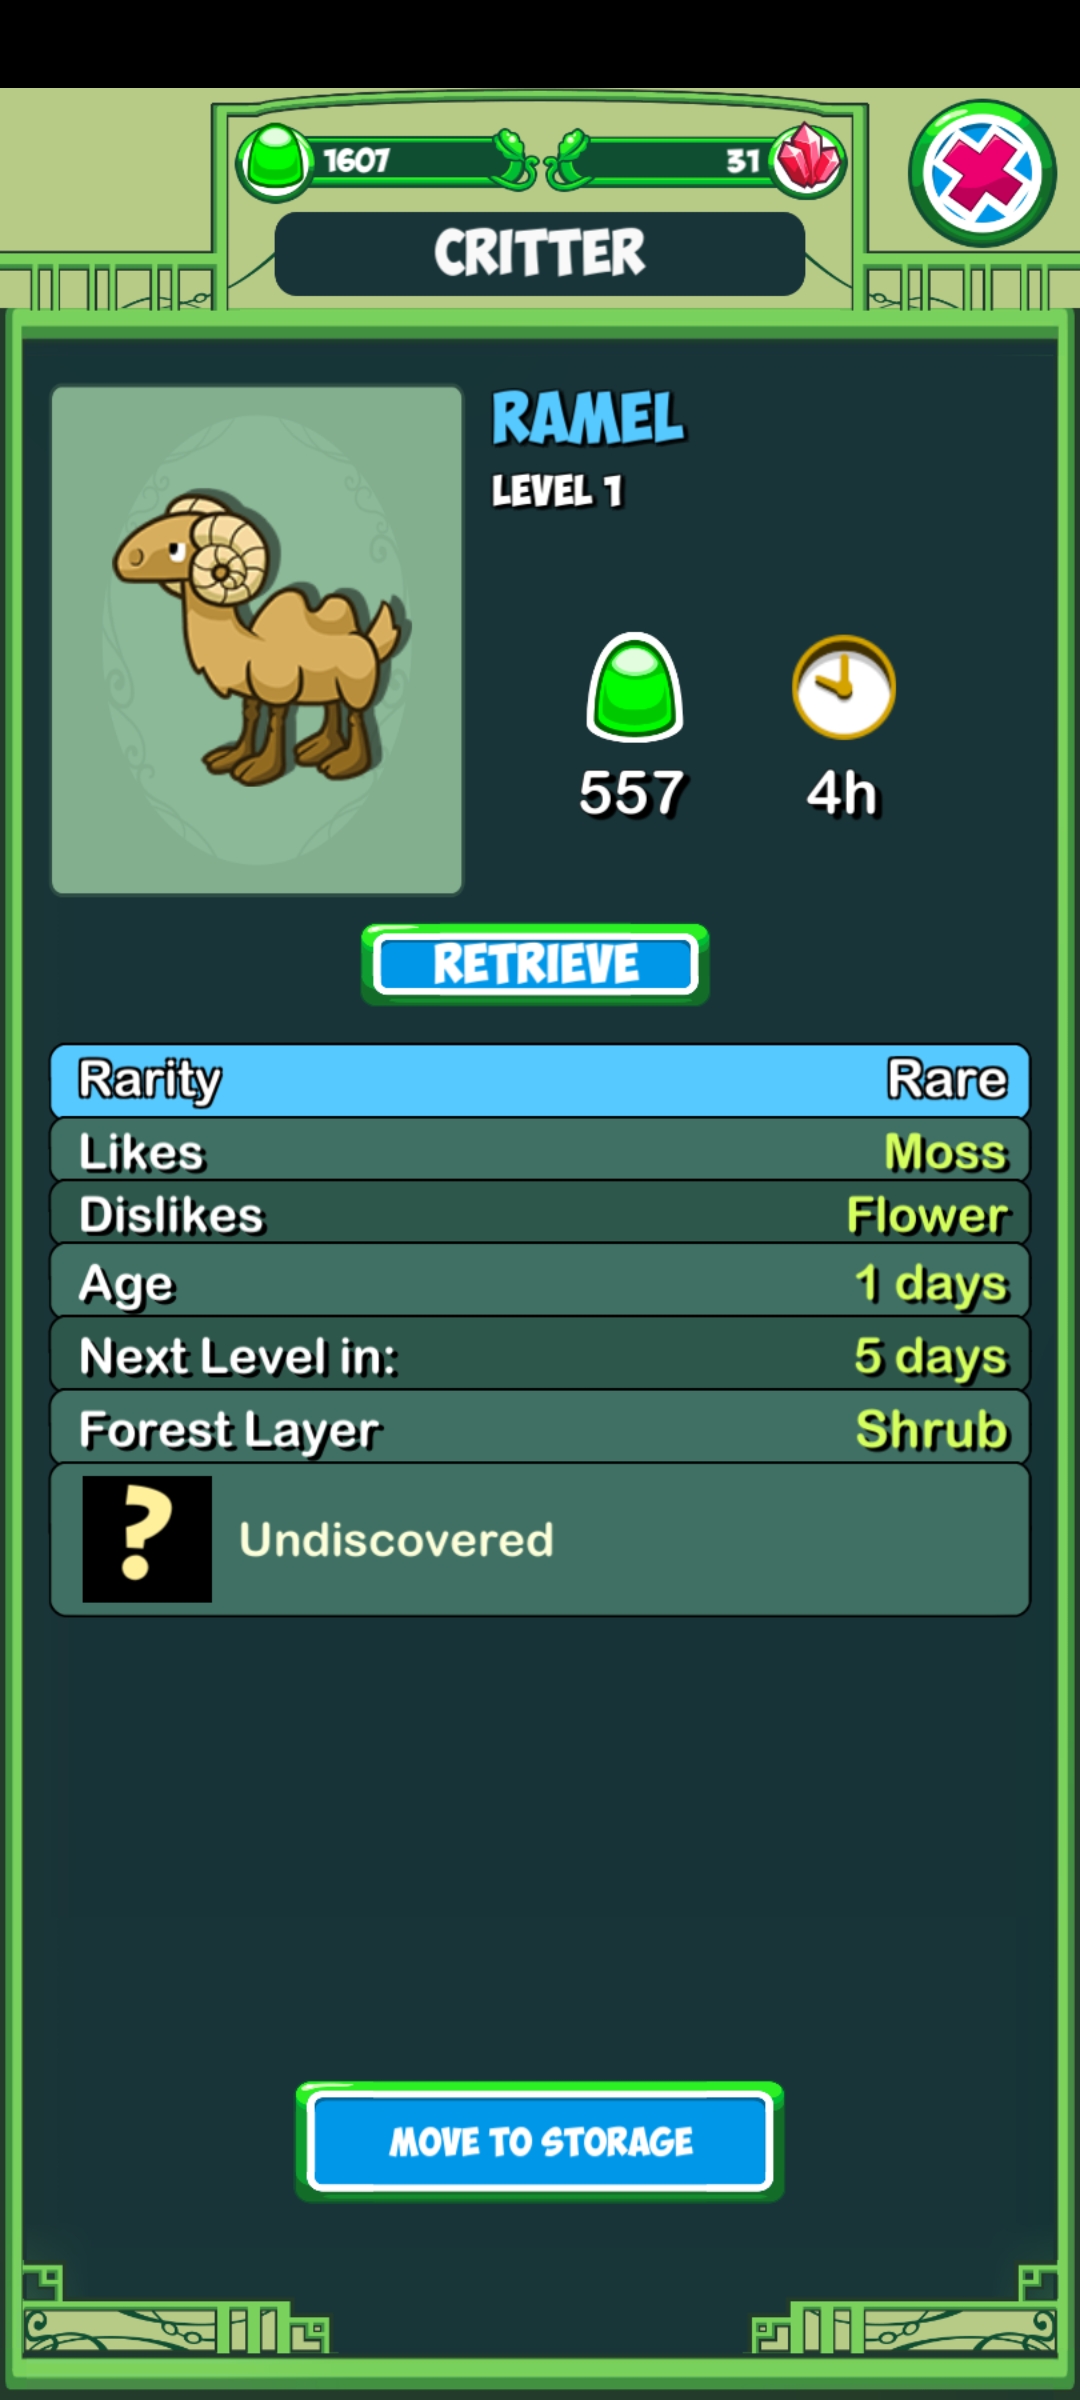 1607 31
CRITTER
RAMEL
LEVEL 1
557 4h
RETRIEVE
Rarity Rare
Likes Moss
Dislikes Flower
Age 1 days
Next Level in: 5 days
Forest Layer Shrub
? Undiscovered
MOVE TO STORAGE